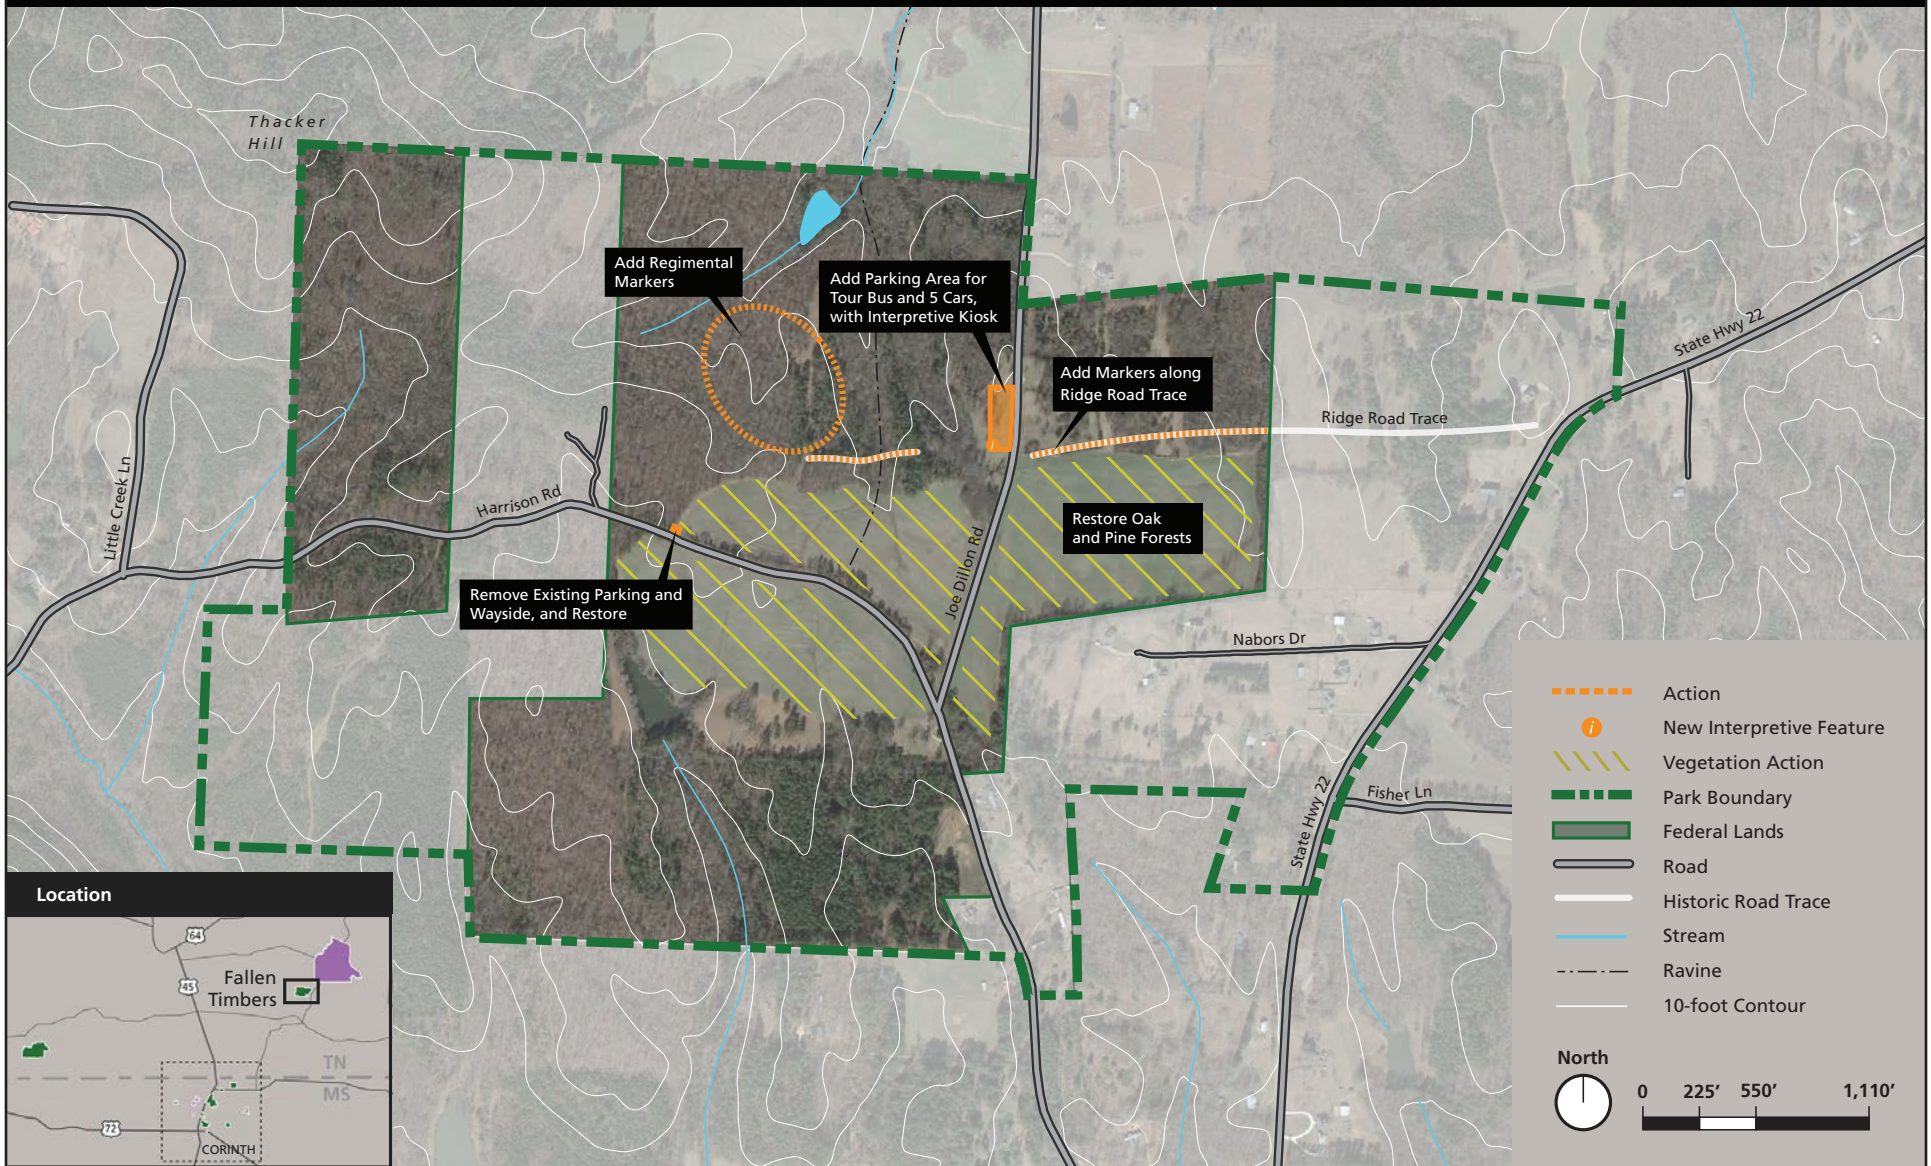 Thacker
Hill
Add Regimental
Markers
Add Parking Area for
Tour Bus and 5 Cars,
with Interpretive Kiosk
Add Markers along
Ridge Road Trace
Ridge Road Trace
State Hwy 22
Little Creek Ln
Harrison Rd
Joe Dillon Rd
Restore Oak
and Pine Forests
Remove Existing Parking and
Wayside, and Restore
Nabors Dr
State Hwy 22
Fisher Ln
i
Action
i
New Interpretive Feature
Vegetation Action
Park Boundary
Federal Lands
Road
Historic Road Trace
Stream
Ravine
10-foot Contour
North
0 225’ 550’ 1,110’
Location
64
45
Fallen
Timbers
TN
MS
72
CORINTH